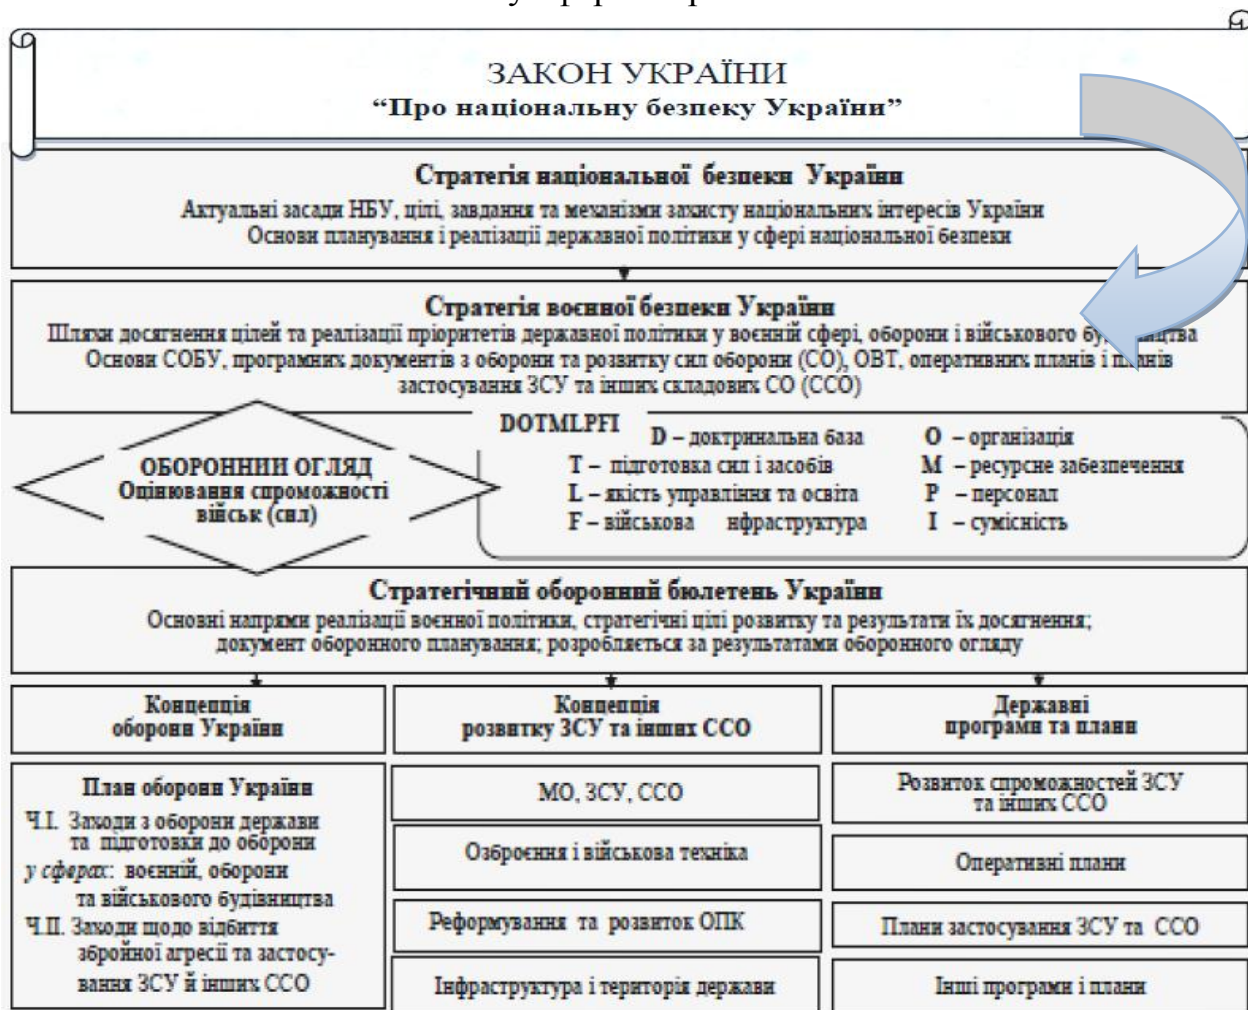 ЗАКОН УКРАЇНИ
“Про національну безпеку України”
Стратегія національної безпеки України
Актуальні засади НБУ, цілі, завдання та механізми захисту національних інтересів України
Основи планування і реалізації державної політики у сфері національної безпеки
Стратегія воєнної безпеки України
Шляхи досягнення цілей та реалізації пріоритетів державної політики у воєнній сфері, оборони і військового будівництва
Основи СОБУ, програмних документів з оборони та розвитку сил оборони (СО), ОВТ, оперативних планів і планів
застосування ЗСУ та інших складових СО (ССО)
ОБОРОННИИ ОГЛЯД
Оцінювання спроможності
військ (сил)
DOTMLPFI
D – доктринальна база
O – організація
T – підготовка сил і засобів
M – ресурсне забезпечення
L – якість управління та освіта
P – персонал
F – військова нфраструктура
I – сумісність
Стратегічний оборонний бюлетень України
Основні напрями реалізації воєнної політики, стратегічні цілі розвитку та результати їх досягнення;
документ оборонного планування; розробляється за результатами оборонного огляду
Концепція
оборони України
План оборони України
Ч.I. Заходи з оборони держави
та підготовки до оборони
у сферах: воєнній, оборони
та військового будівництва
Ч.II. Заходи щодо відбиття
збройної агресії та застосу-
вання ЗСУ й інших ССО
Концепція
розвитку ЗСУ та інших ССО
МО, ЗСУ, ССО
Озброєння і військова техніка
Реформування та розвиток ОПК
Інфраструктура і територія держави
Державні
програми та плани
Розвиток спроможностей ЗСУ
та інших ССО
Оперативні плани
Плани застосування ЗСУ та ССО
Інші програми і плани